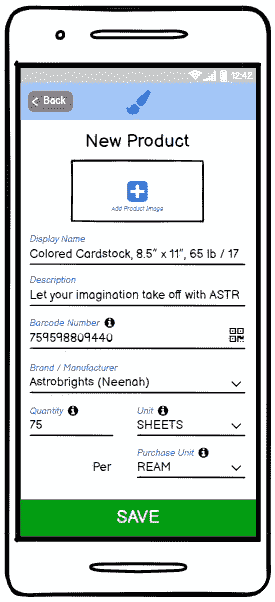 12:42
Back
New Product
Add Product Image
Display Name
Colored Cardstock, 8.5" x 11", 65 lb / 17
Description
Let your imagination take off with ASTR
Barcode Number
759598809440
Brand / Manufacturer
Astrobrights (Neenah)
Quantity Unit
75 SHEETS
Purchase Unit
Per REAM
SAVE